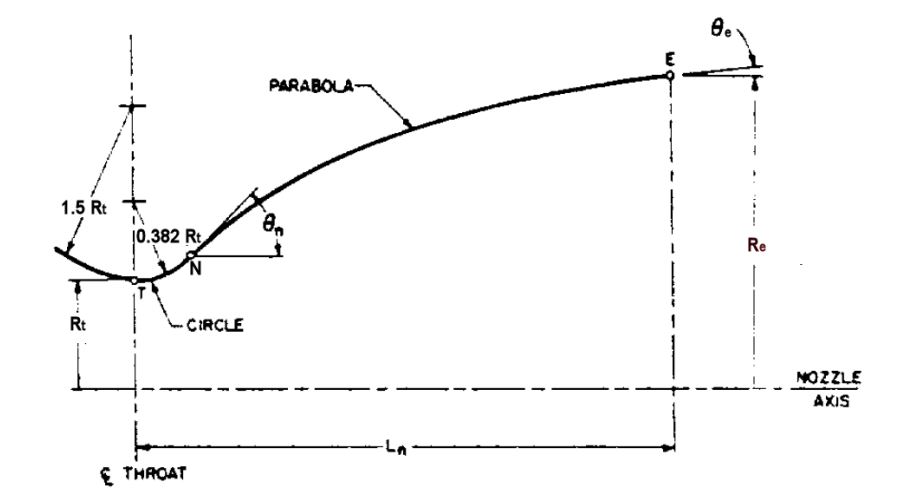 θe
E
PARABOLA
1.5 Rt
θn
0.382 Rt
N
Re
T
Rt
CIRCLE
NOZZLE
AXIS
Ln
℄ THROAT